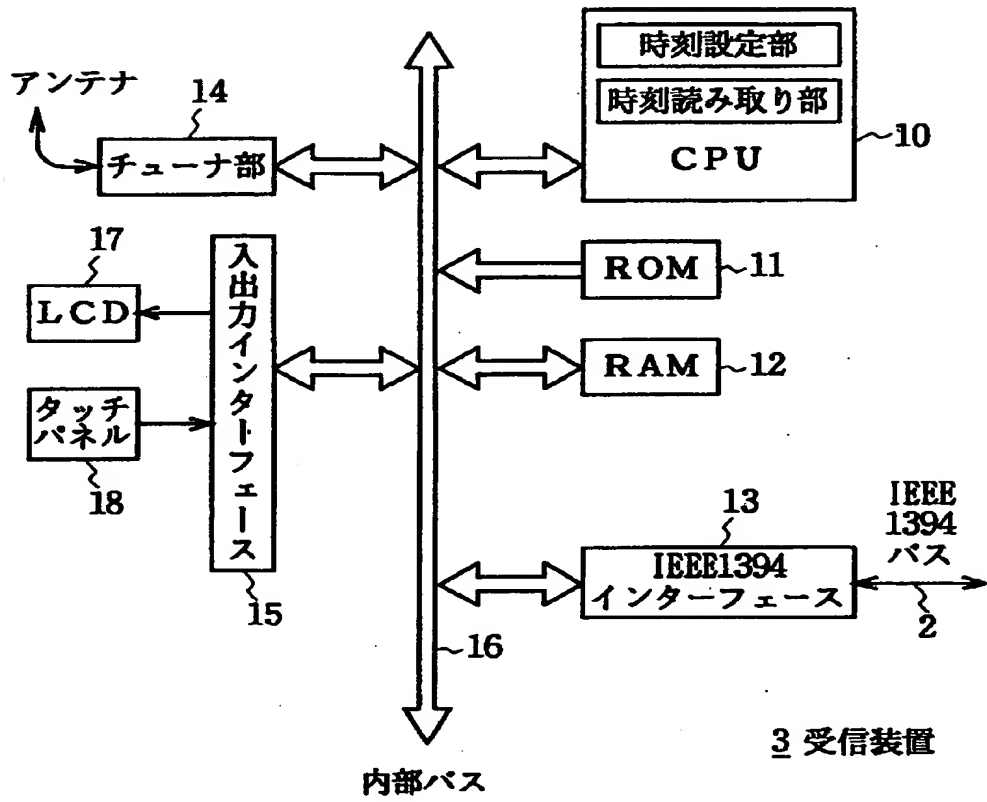 アンテナ
14
チューナ部
時刻設定部
時刻読み取り部
CPU
10
17
LCD
入出力インタトフェース
ROM
11
RAM
12
タッチ
パネル
18
15
13
IEEE1394
インターフェース
IEEE
1394
バス
2
16
内部バス
3 受信装置